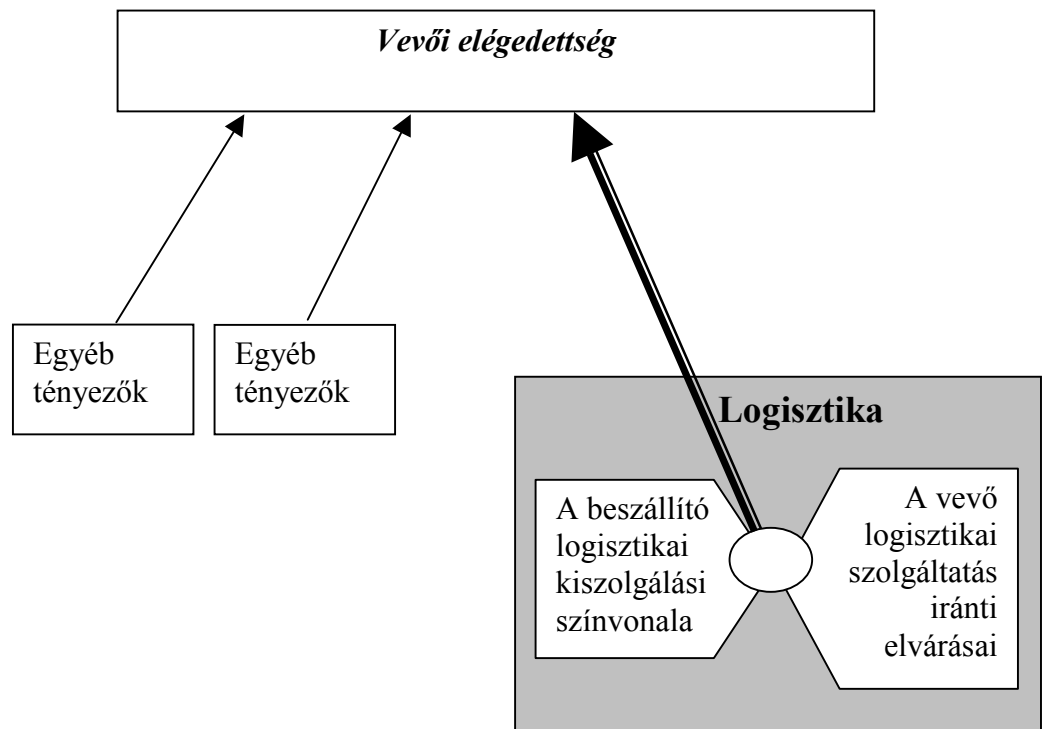 Vevői elégedettség
Egyéb
tényezők
Egyéb
tényezők
Logisztika
A beszállító
logisztikai
kiszolgálási
színvonala
A vevő
logisztikai
szolgáltatás
iránti
elvárásai